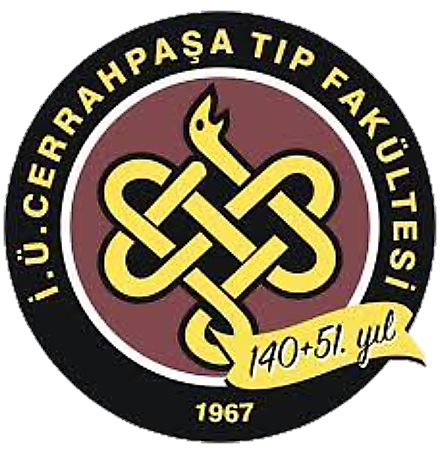 İ.Ü.CERRAHPAŞA TIP FAKÜLTESİ
140+51. yıl
1967